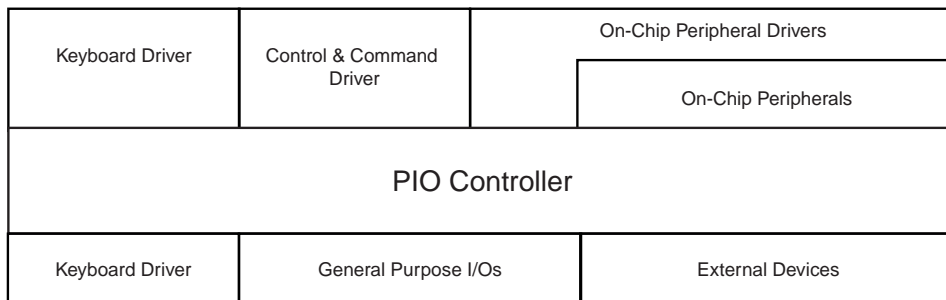 Keyboard Driver
Control & Command
Driver
On-Chip Peripheral Drivers
On-Chip Peripherals
PIO Controller
Keyboard Driver
General Purpose I/Os
External Devices